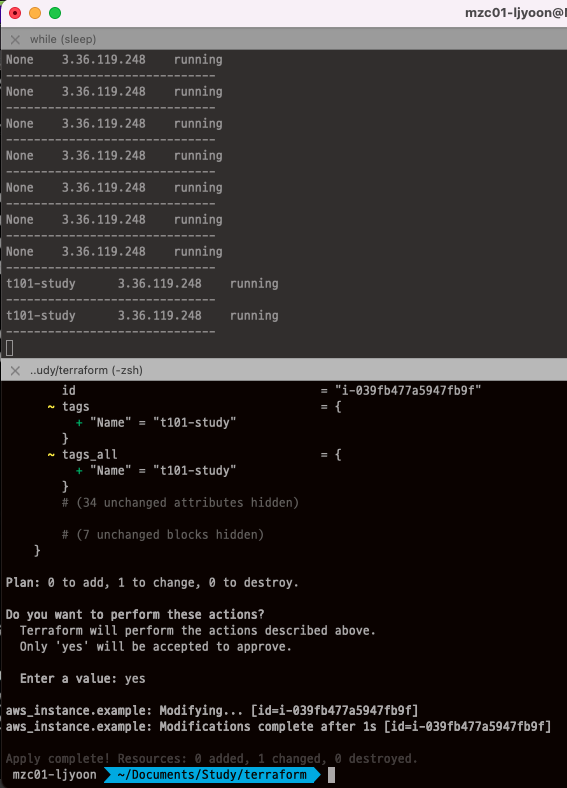 mzc01-ljyoon@
while (sleep)
None    3.36.119.248    running
------------------------------
None    3.36.119.248    running
------------------------------
None    3.36.119.248    running
------------------------------
None    3.36.119.248    running
------------------------------
None    3.36.119.248    running
------------------------------
None    3.36.119.248    running
------------------------------
None    3.36.119.248    running
------------------------------
t101-study      3.36.119.248    running
------------------------------
t101-study      3.36.119.248    running
------------------------------
..udy/terraform (-zsh)
        id                                   = "i-039fb477a5947fb9f"
      ~ tags                                 = {
          + "Name" = "t101-study"
        }
      ~ tags_all                             = {
          + "Name" = "t101-study"
        }
        # (34 unchanged attributes hidden)
        # (7 unchanged blocks hidden)
    }
Plan: 0 to add, 1 to change, 0 to destroy.
Do you want to perform these actions?
  Terraform will perform the actions described above.
  Only 'yes' will be accepted to approve.
  Enter a value: yes
aws_instance.example: Modifying... [id=i-039fb477a5947fb9f]
aws_instance.example: Modifications complete after 1s [id=i-039fb477a5947fb9f]
Apply complete! Resources: 0 added, 1 changed, 0 destroyed.
mzc01-ljyoon ~/Documents/Study/terraform